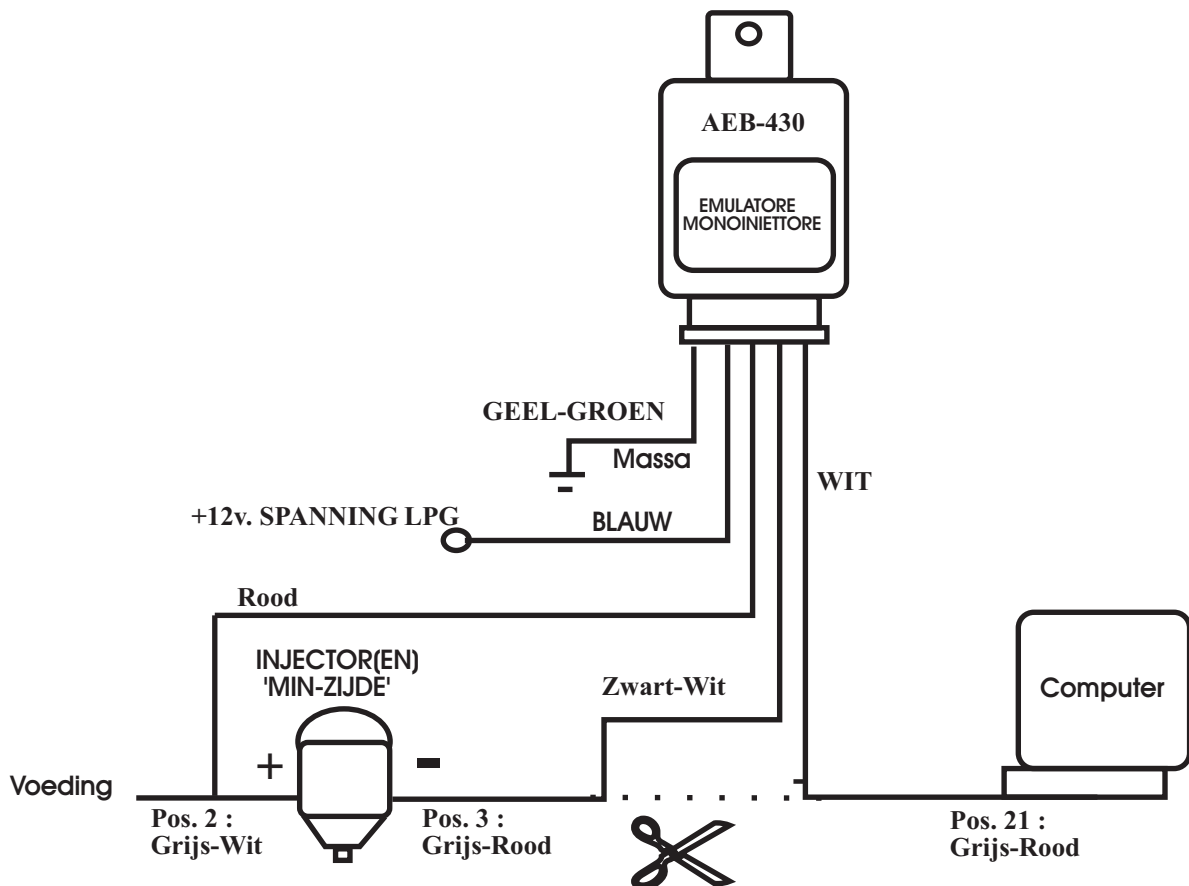 AEB-430
EMULATORE
MONOINIETTORE
GEEL-GROEN
Massa
WIT
+12v. SPANNING LPG
BLAUW
Rood
INJECTOR(EN)
'MIN-ZIJDE'
Zwart-Wit
Computer
+
-
Voeding
Pos. 2 :
Grijs-Wit
Pos. 3 :
Grijs-Rood
Pos. 21 :
Grijs-Rood